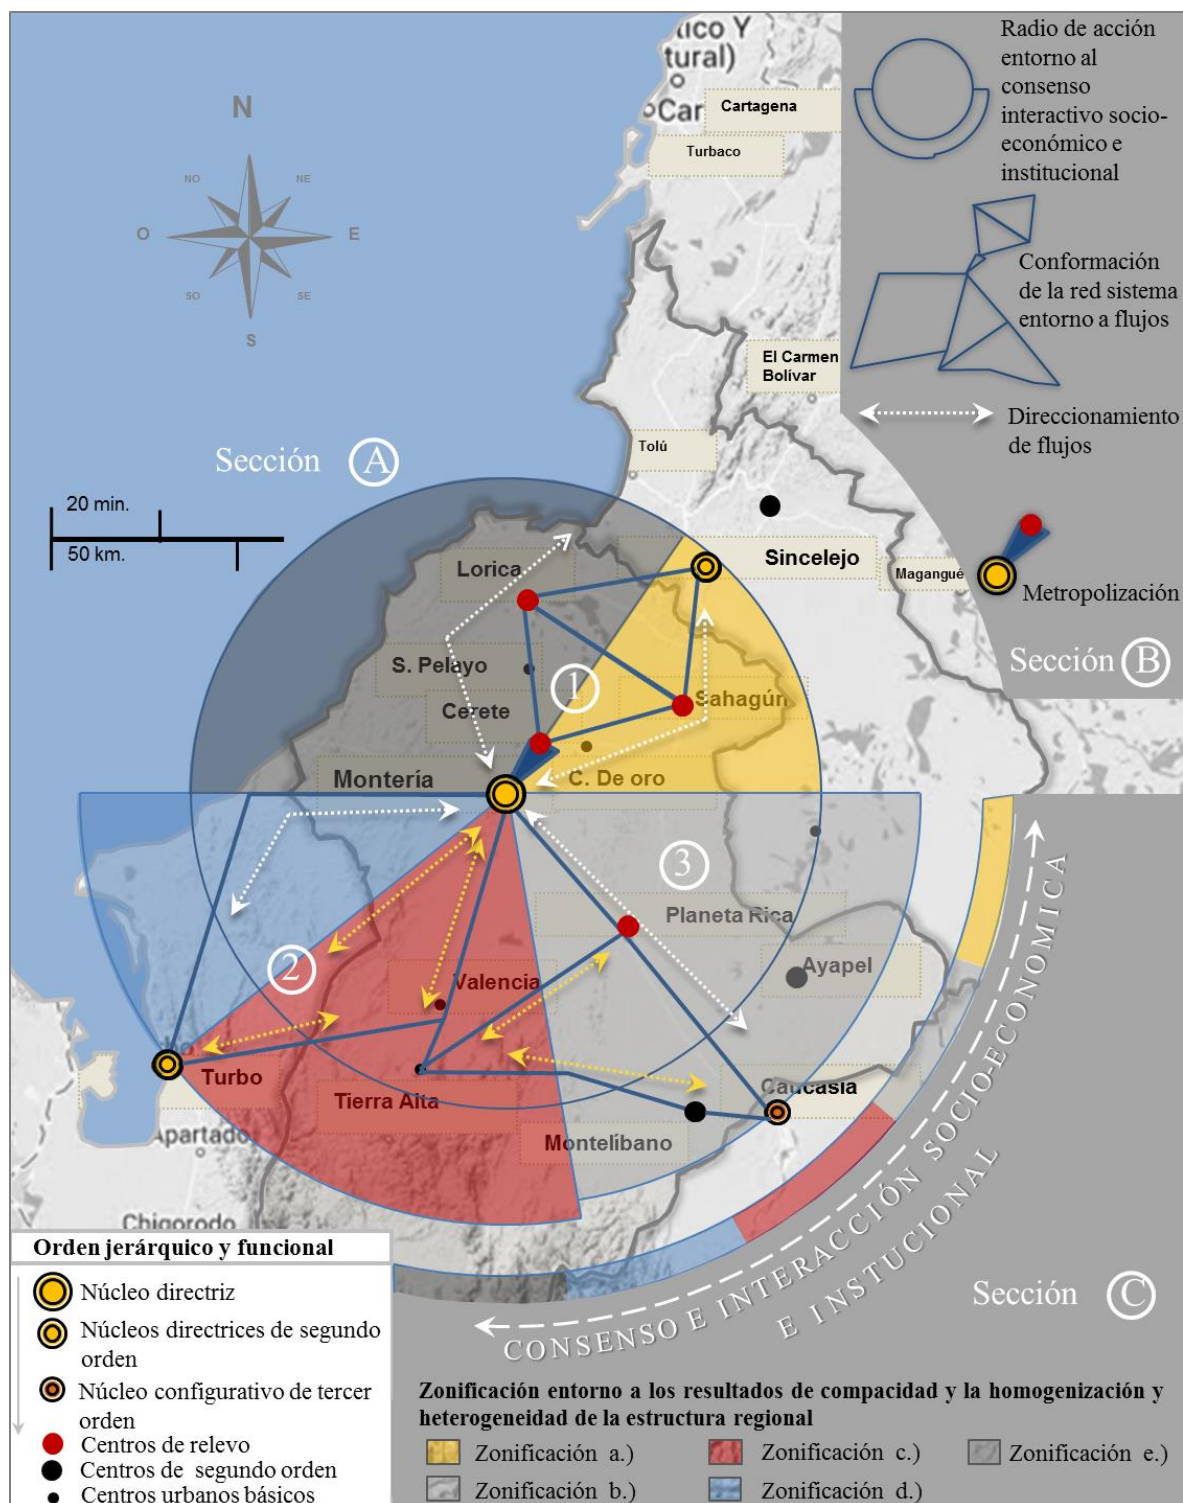 tico Y
tural)
Car
Cartagena
Turbaco
N
NO
NE
O
E
SO
SE
S
Radio de acción
entorno al
consenso
interactivo socio-
económico e
institucional
Conformación
de la red sistema
entorno a flujos
Direccionamiento
de flujos
El Carmen
Bolívar
Tolú
Sección A
20 min.
50 km.
Sincelejo
Magangué
Metropolización
Sección B
Lorica
S. Pelayo
1
Cerete
Sahagún
Montería
C. De oro
3
Planeta Rica
2
Valencia
Ayapel
Turbo
Tierra Alta
Caucasia
Montelíbano
Apartado
Chigorodo
CONSENSO E INTERACCIÓN SOCIO-ECONOMICA
E INSTUCIONAL
Sección C
Orden jerárquico y funcional
Núcleo directriz
Núcleos directrices de segundo
orden
Núcleo configurativo de tercer
orden
Centros de relevo
Centros de segundo orden
Centros urbanos básicos
Zonificación entorno a los resultados de compacidad y la homogenización y
heterogeneidad de la estructura regional
Zonificación a.)
Zonificación c.)
Zonificación e.)
Zonificación b.)
Zonificación d.)